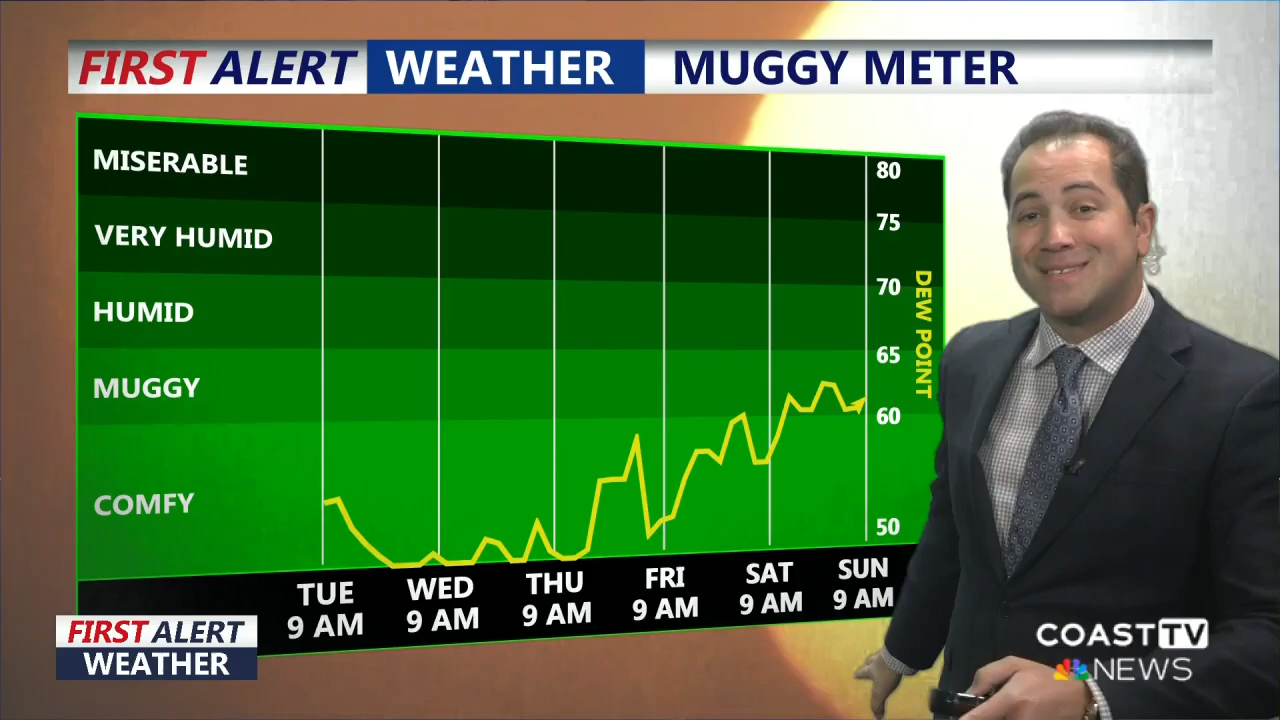 FIRST ALERT WEATHER MUGGY METER
MISERABLE
VERY HUMID
HUMID
MUGGY
COMFY
80
75
70
65
60
50
DEW POINT
TUE WED THU FRI SAT SUN
9 AM 9 AM 9 AM 9 AM 9 AM 9 AM
FIRST ALERT
WEATHER
COAST TV
NEWS